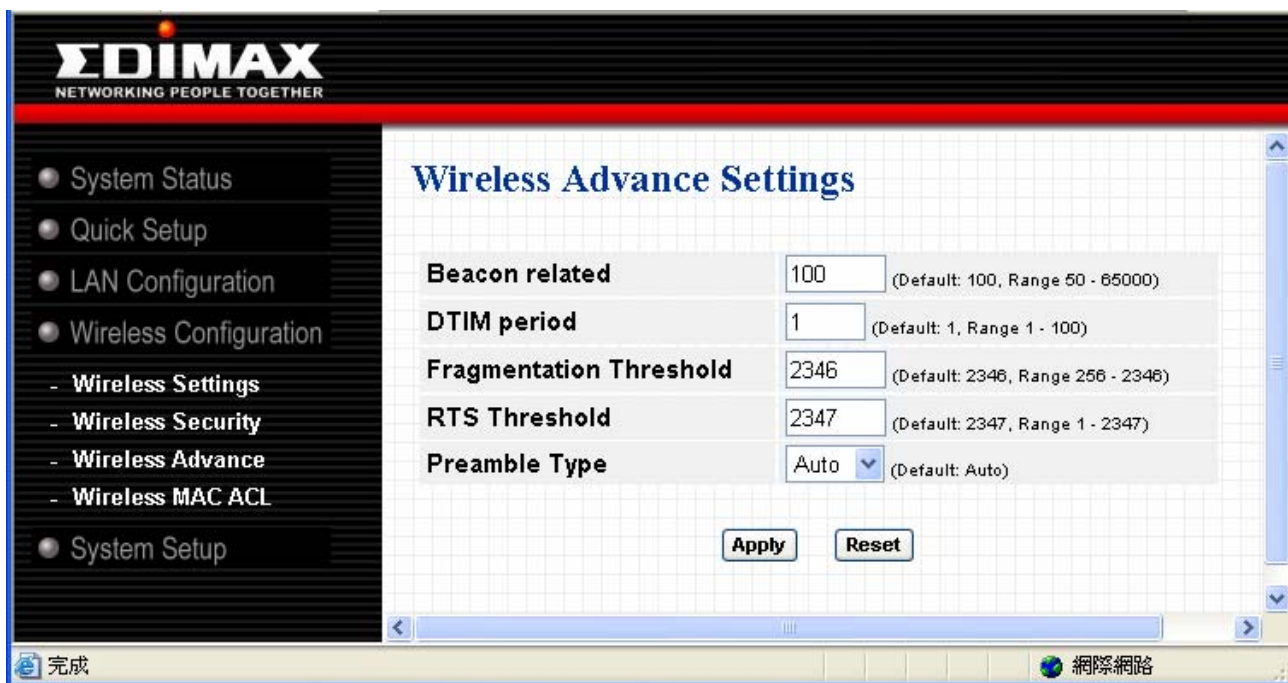 EDIMAX
NETWORKING PEOPLE TOGETHER
System Status
Quick Setup
LAN Configuration
Wireless Configuration
- Wireless Settings
- Wireless Security
- Wireless Advance
- Wireless MAC ACL
System Setup
Wireless Advance Settings
Beacon related 100 (Default: 100, Range 50 - 65000)
DTIM period 1 (Default: 1, Range 1 - 100)
Fragmentation Threshold 2346 (Default: 2346, Range 256 - 2346)
RTS Threshold 2347 (Default: 2347, Range 1 - 2347)
Preamble Type Auto (Default: Auto)
Apply Reset
完成 網際網路